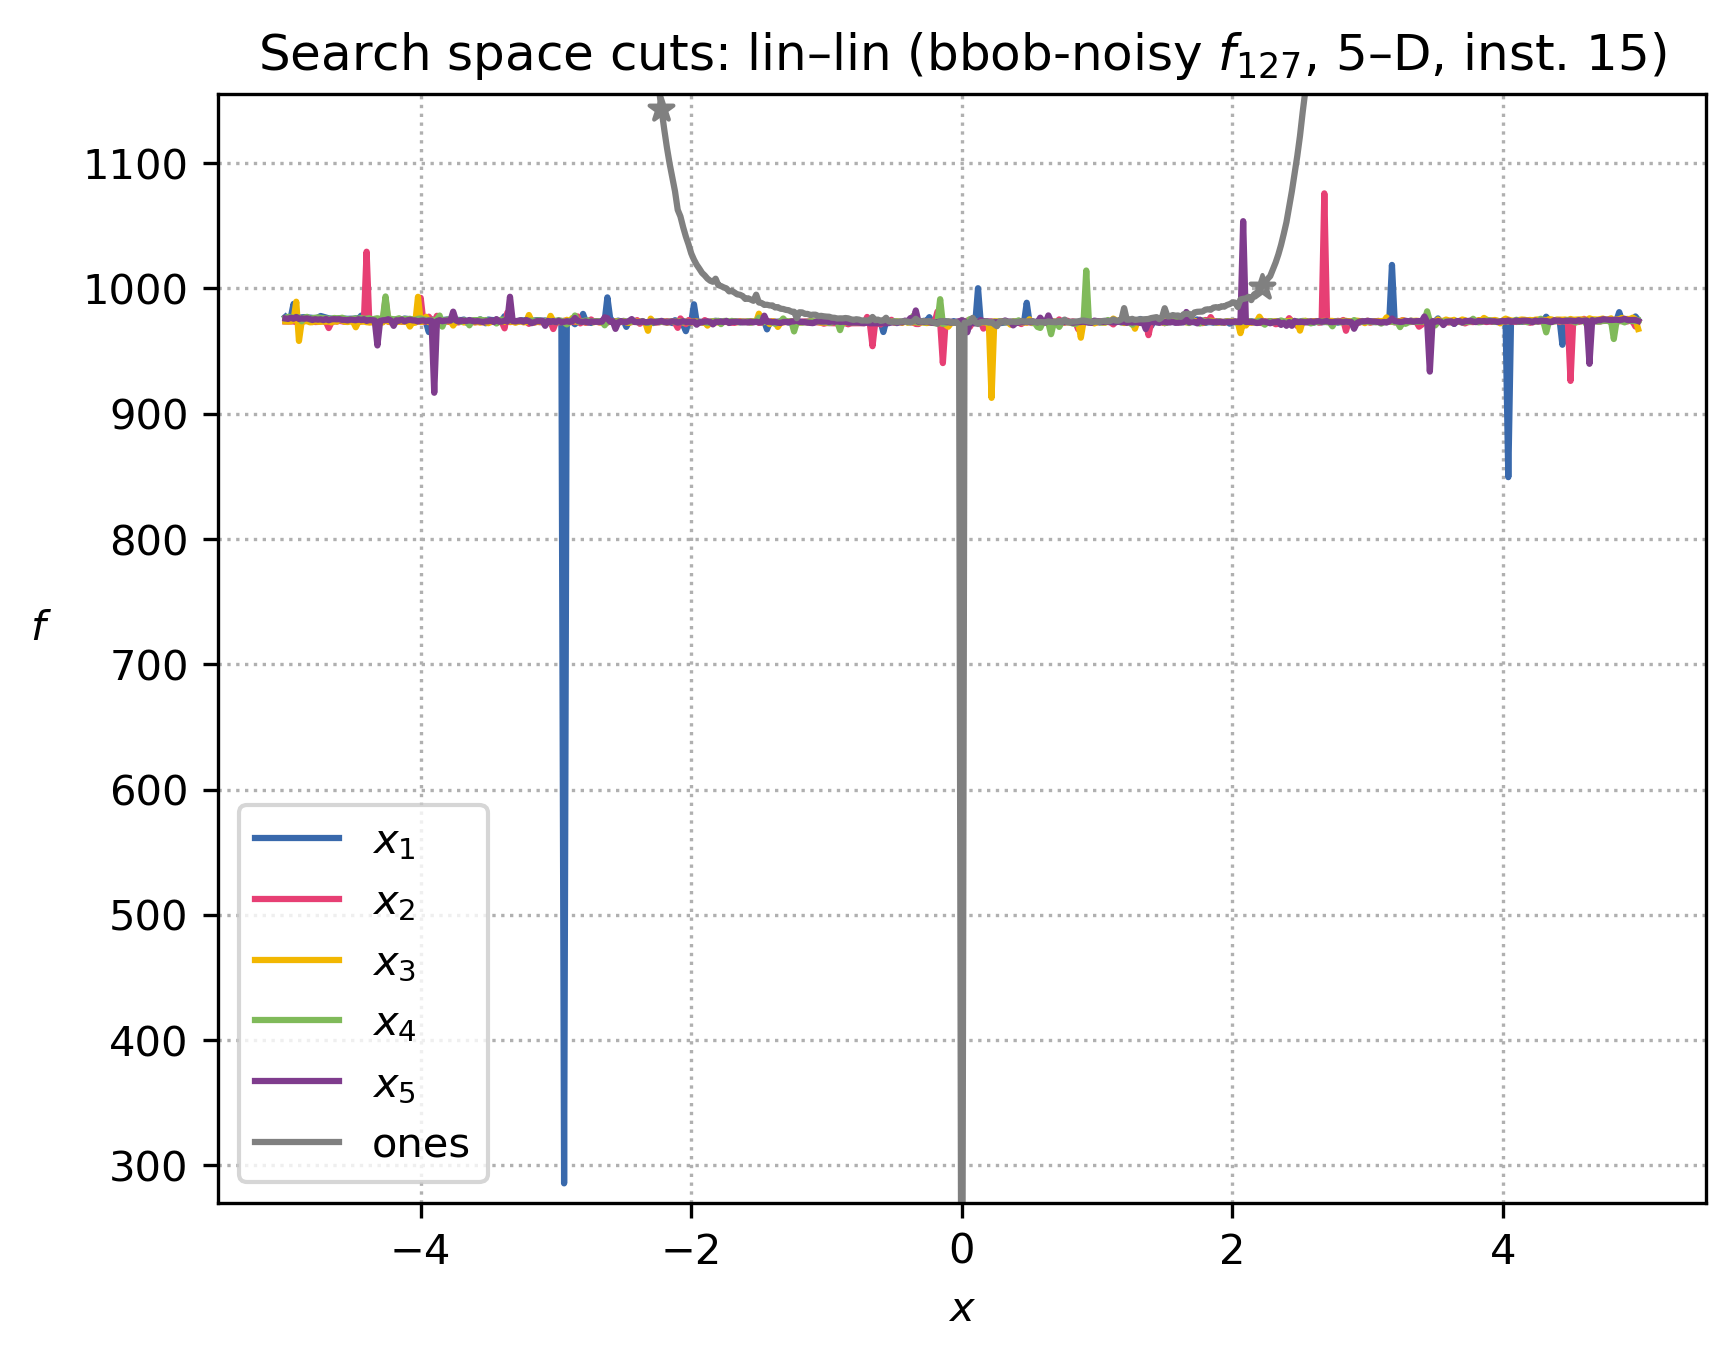 Search space cuts: lin–lin (bbob-noisy f₁₂₇, 5–D, inst. 15)
1100
1000
900
800
700
600
500
400
300
f
x₁
x₂
x₃
x₄
x₅
ones
−4 −2 0 2 4
x